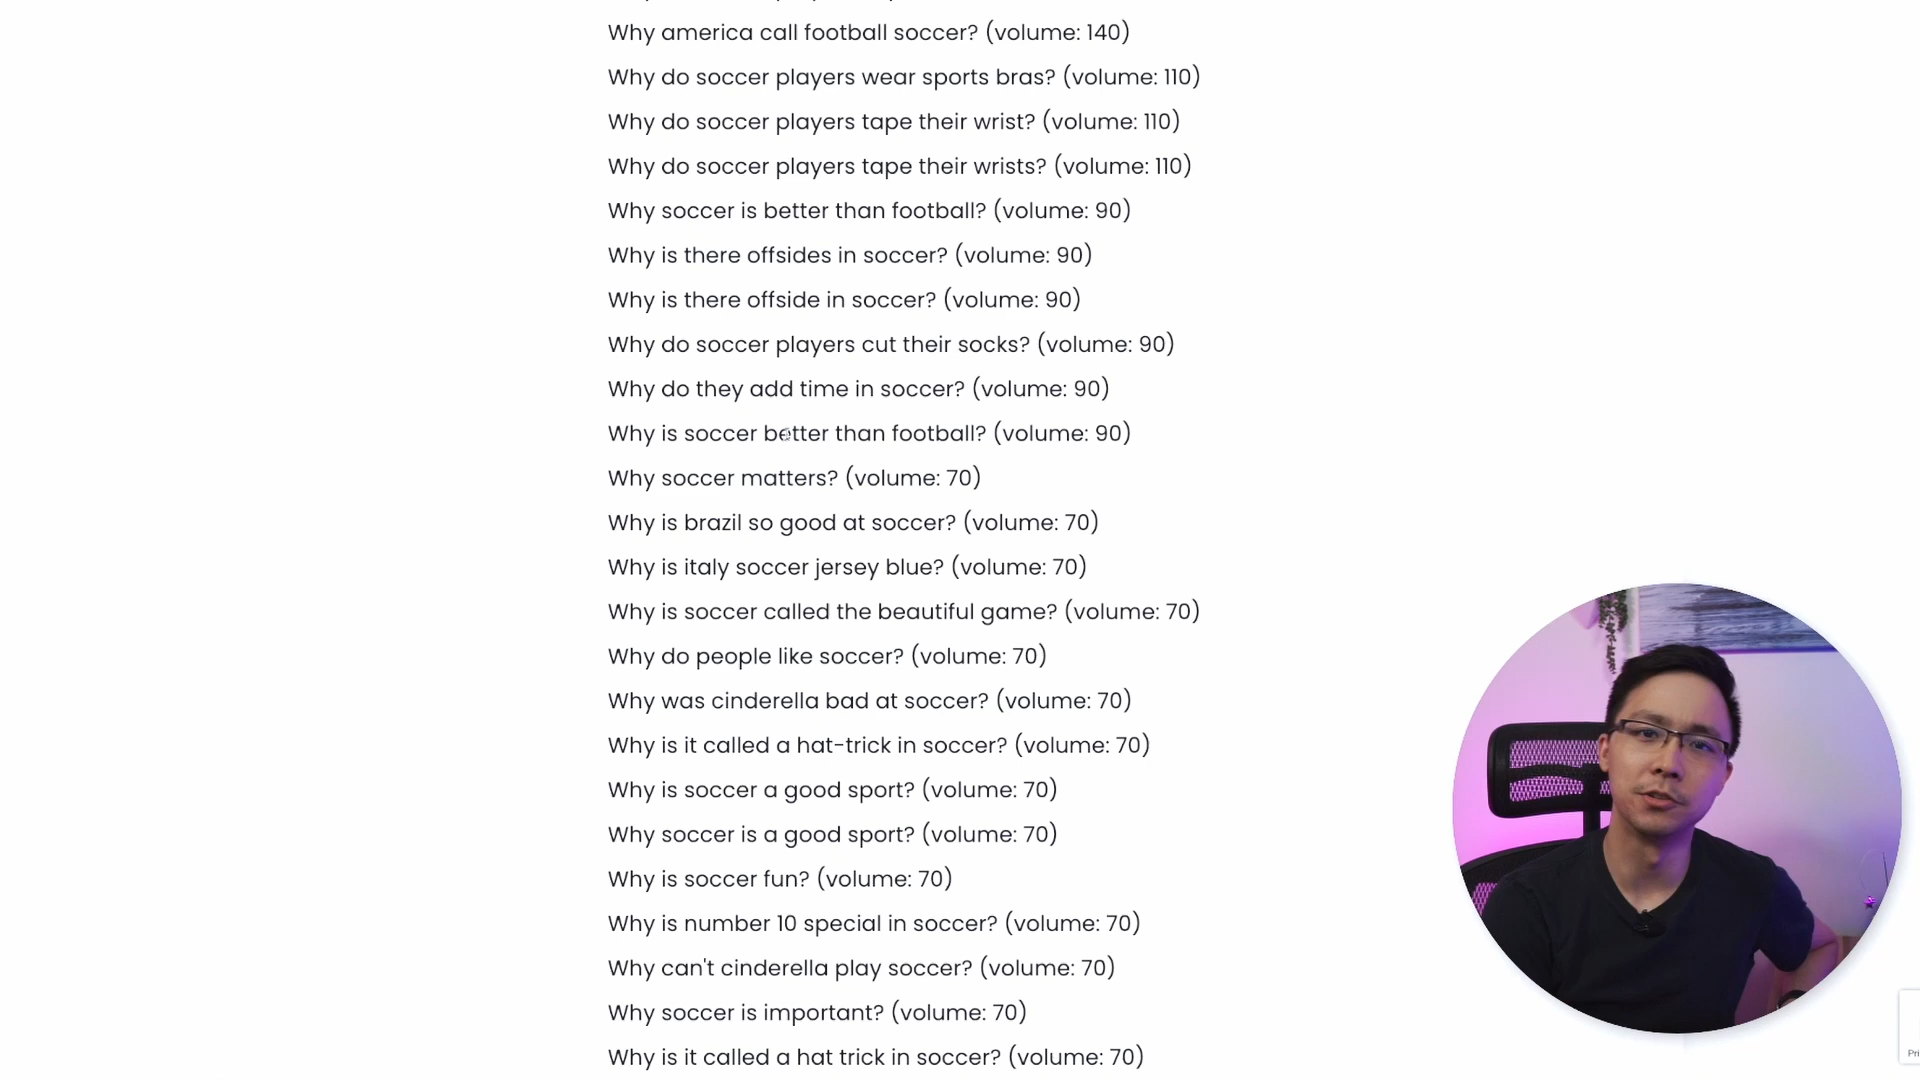 Why america call football soccer? (volume: 140)
Why do soccer players wear sports bras? (volume: 110)
Why do soccer players tape their wrist? (volume: 110)
Why do soccer players tape their wrists? (volume: 110)
Why soccer is better than football? (volume: 90)
Why is there offsides in soccer? (volume: 90)
Why is there offside in soccer? (volume: 90)
Why do soccer players cut their socks? (volume: 90)
Why do they add time in soccer? (volume: 90)
Why is soccer better than football? (volume: 90)
Why soccer matters? (volume: 70)
Why is brazil so good at soccer? (volume: 70)
Why is italy soccer jersey blue? (volume: 70)
Why is soccer called the beautiful game? (volume: 70)
Why do people like soccer? (volume: 70)
Why was cinderella bad at soccer? (volume: 70)
Why is it called a hat-trick in soccer? (volume: 70)
Why is soccer a good sport? (volume: 70)
Why soccer is a good sport? (volume: 70)
Why is soccer fun? (volume: 70)
Why is number 10 special in soccer? (volume: 70)
Why can't cinderella play soccer? (volume: 70)
Why soccer is important? (volume: 70)
Pri
Why is it called a hat trick in soccer? (volume: 70)